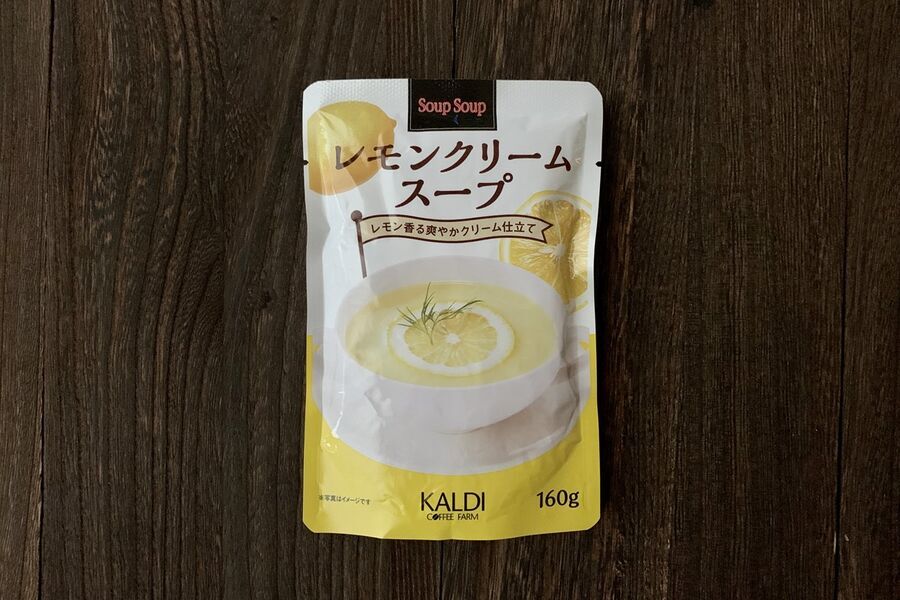 Soup Soup
レモンクリーム
スープ
レモン香る爽やかクリーム仕立て
※写真はイメージです
KALDI
COFFEE FARM
160g